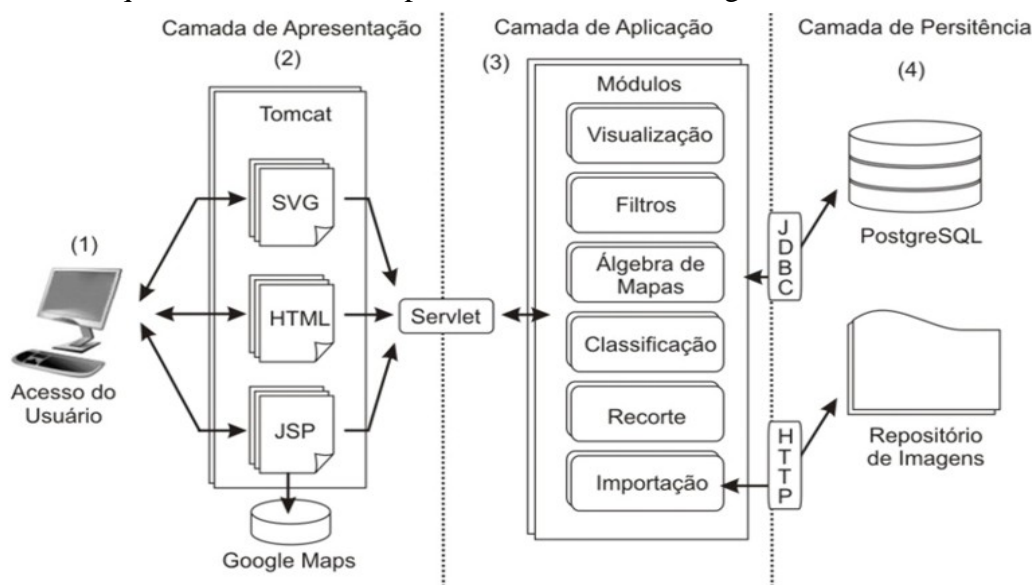 Camada de Apresentação
(2)
Camada de Aplicação
(3)
Camada de Persitência
(4)
(1)
Acesso do
Usuário
Tomcat
SVG
HTML
JSP
Google Maps
Servlet
Módulos
Visualização
Filtros
Álgebra de
Mapas
Classificação
Recorte
Importação
JDBC
HTTP
PostgreSQL
Repositório
de Imagens